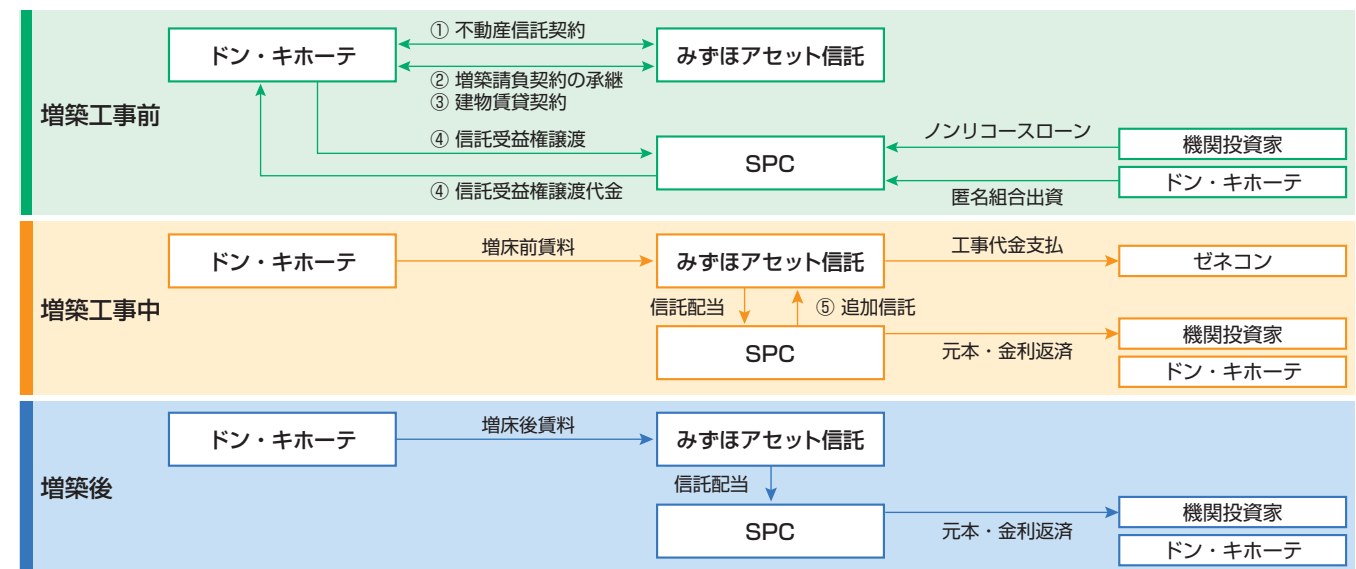 増築工事前
ドン・キホーテ
① 不動産信託契約
② 増築請負契約の承継
③ 建物賃貸契約
みずほアセット信託
④ 信託受益権譲渡
④ 信託受益権譲渡代金
SPC
ノンリコースローン
匿名組合出資
機関投資家
ドン・キホーテ
増築工事中
ドン・キホーテ
増床前賃料
みずほアセット信託
工事代金支払
ゼネコン
信託配当
⑤ 追加信託
SPC
元本・金利返済
機関投資家
ドン・キホーテ
増築後
ドン・キホーテ
増床後賃料
みずほアセット信託
信託配当
SPC
元本・金利返済
機関投資家
ドン・キホーテ